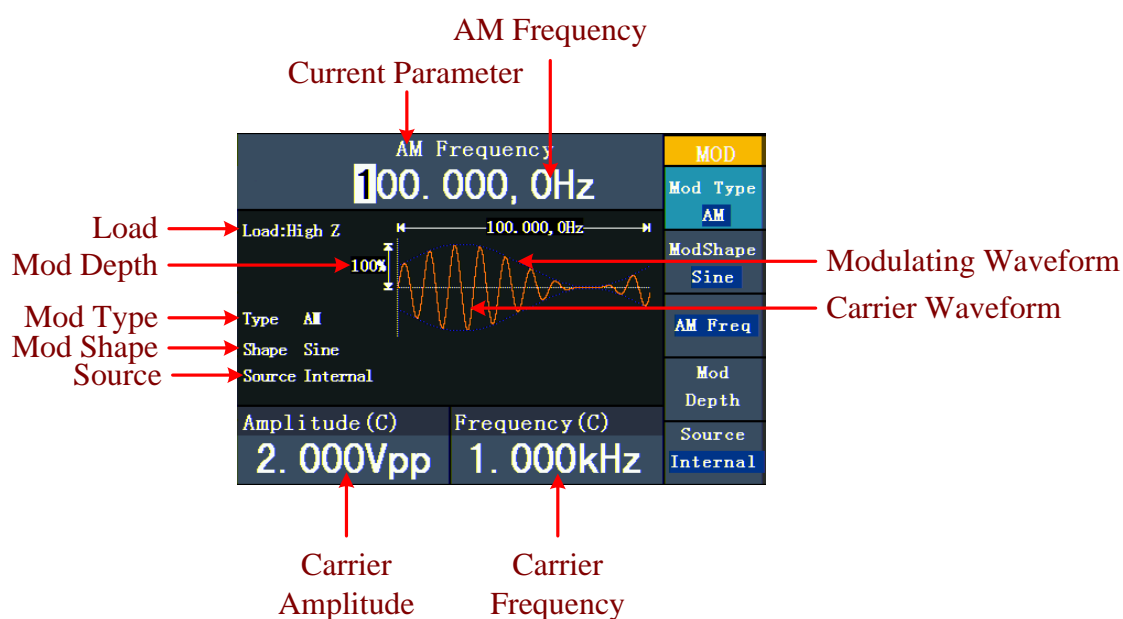 AM Frequency
Current Parameter
AM Frequency
100.000,0Hz
MOD
Mod Type
AM
ModShape
Sine
AM Freq
Mod
Depth
Source
Internal
Load
Mod Depth
Mod Type
Mod Shape
Source
Load:High Z
100.000,0Hz
100%
Type AM
Shape Sine
Source Internal
Modulating Waveform
Carrier Waveform
Amplitude(C)
2.000Vpp
Frequency(C)
1.000kHz
Carrier
Amplitude
Carrier
Frequency